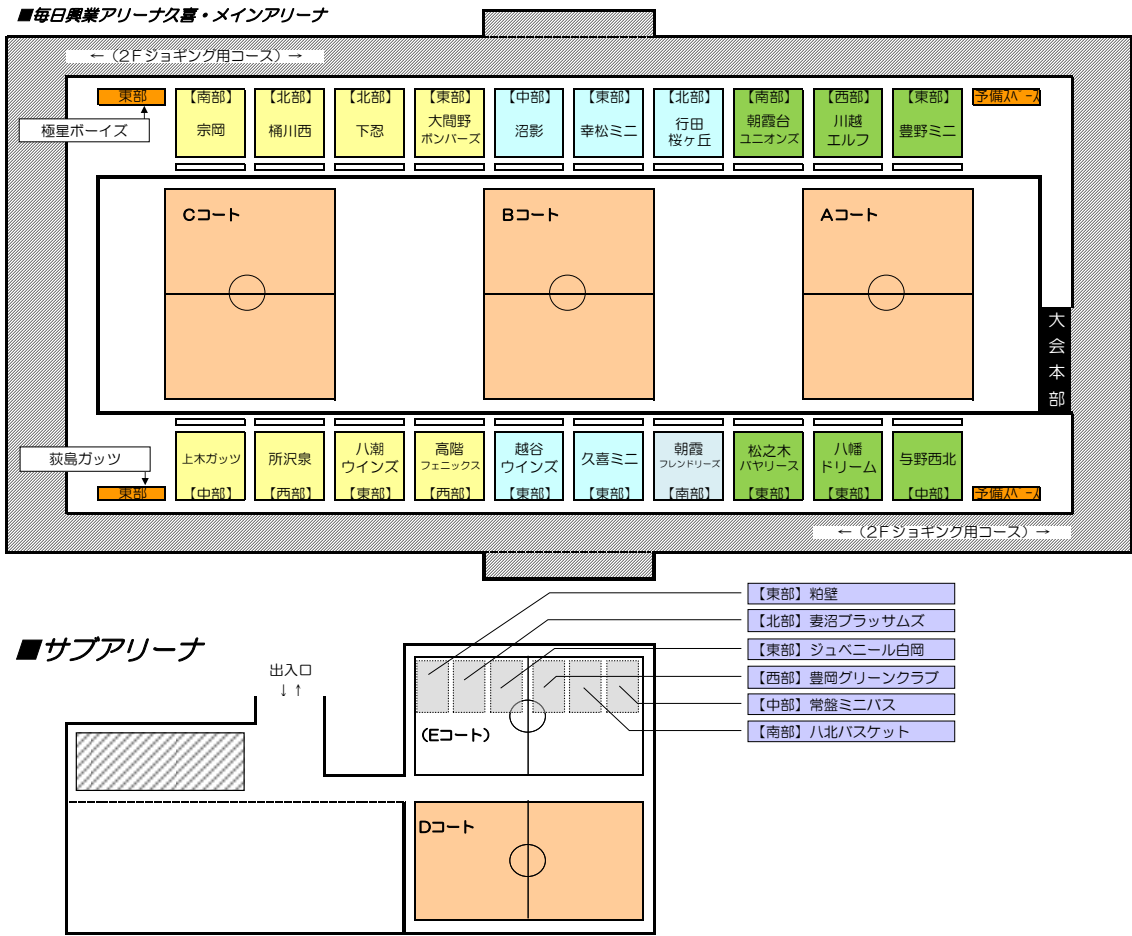 ■毎日興業アリーナ久喜・メインアリーナ
← （２Ｆジョギング用コース） →
東部
【南部】
宗岡
【北部】
桶川西
【北部】
下忍
【東部】
大間野
ボンバーズ
【中部】
沼影
【東部】
幸松ミニ
【北部】
行田
桜ヶ丘
【南部】
朝霞台
ユニオンズ
【西部】
川越
エルフ
【東部】
豊野ミニ
予備スペース
極星ボーイズ
Cコート
Bコート
Aコート
大会本部
荻島ガッツ
東部
上木ガッツ
【中部】
所沢泉
【西部】
八潮
ウインズ
【東部】
高階
フェニックス
【西部】
越谷
ウインズ
【東部】
久喜ミニ
【東部】
朝霞
フレンドリーズ
【南部】
松之木
バヤリース
【東部】
八幡
ドリーム
【東部】
与野西北
【中部】
予備スペース
← （２Ｆジョギング用コース） →
■サブアリーナ
出入口
↓ ↑
【東部】粕壁
【北部】妻沼ブラッサムズ
【東部】ジュベニール白岡
【西部】豊岡グリーンクラブ
【中部】常盤ミニバス
【南部】八北バスケット
（Eコート）
Dコート